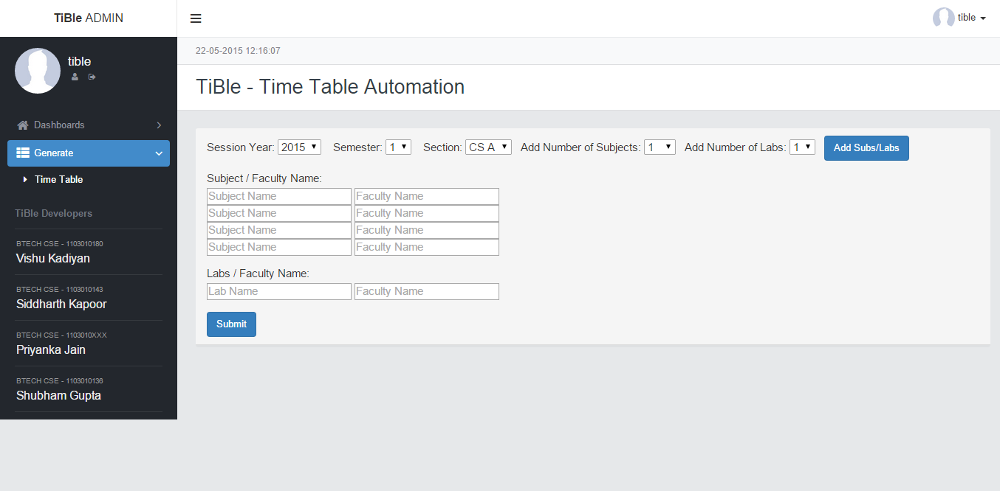 TiBle ADMIN
tible
22-05-2015 12:16:07
tible
TiBle - Time Table Automation
Dashboards
Generate
Time Table
TiBle Developers
BTECH CSE - 1103010180
Vishu Kadiyan
BTECH CSE - 1103010143
Siddharth Kapoor
BTECH CSE - 1103010XXX
Priyanka Jain
BTECH CSE - 1103010136
Shubham Gupta
Session Year: 2015 Semester: 1 Section: CS A Add Number of Subjects: 1 Add Number of Labs: 1 Add Subs/Labs
Subject / Faculty Name:
Subject Name Faculty Name
Subject Name Faculty Name
Subject Name Faculty Name
Subject Name Faculty Name
Labs / Faculty Name:
Lab Name Faculty Name
Submit